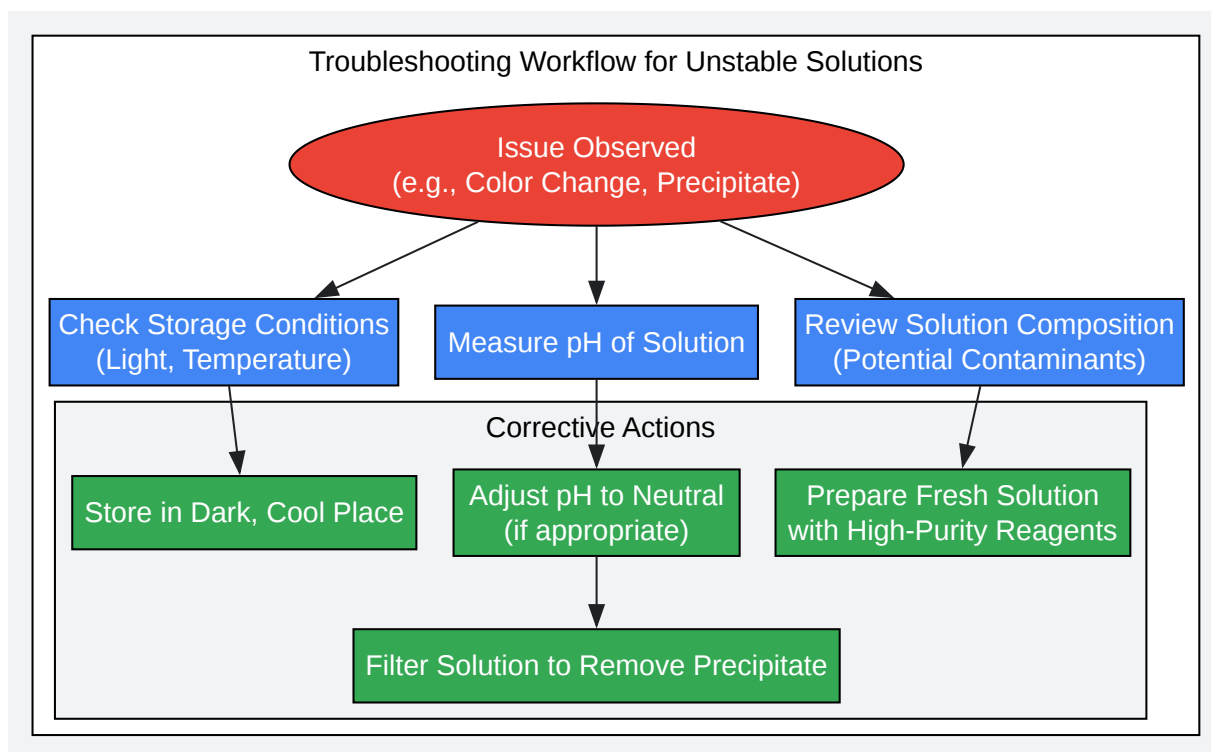 Troubleshooting Workflow for Unstable Solutions
Issue Observed
(e.g., Color Change, Precipitate)
Check Storage Conditions
(Light, Temperature)
Measure pH of Solution
Review Solution Composition
(Potential Contaminants)
Corrective Actions
Store in Dark, Cool Place
Adjust pH to Neutral
(if appropriate)
Prepare Fresh Solution
with High-Purity Reagents
Filter Solution to Remove Precipitate